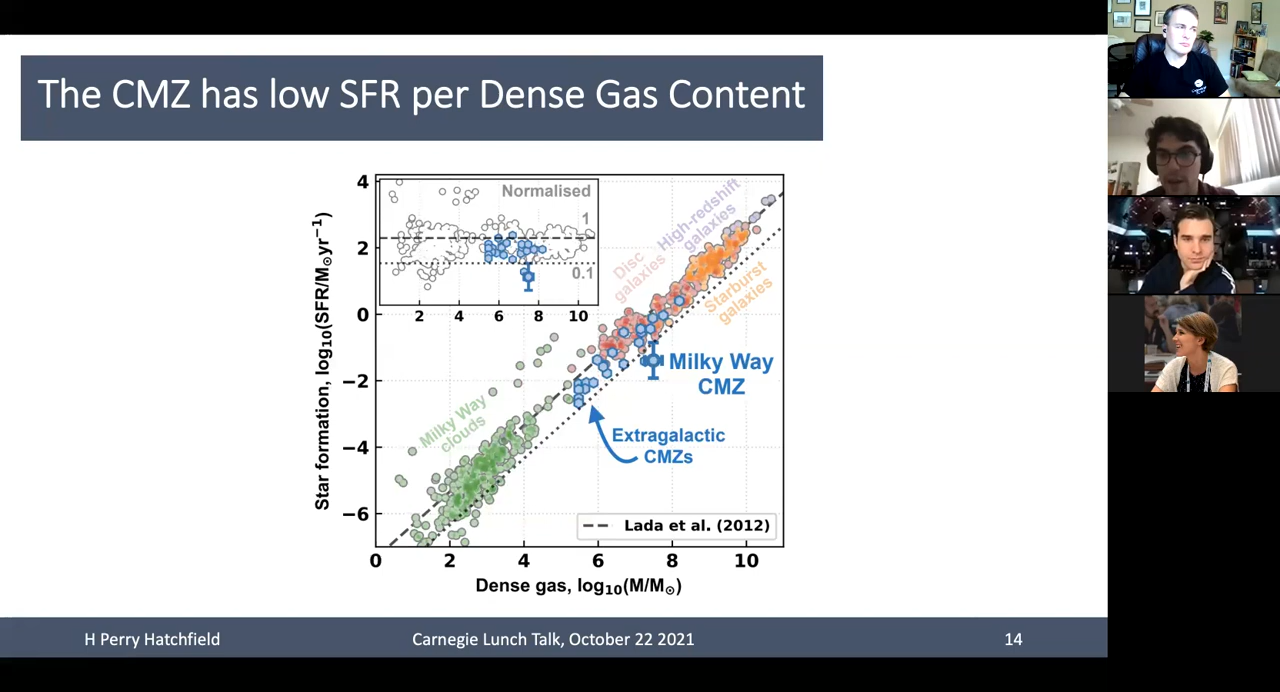 The CMZ has low SFR per Dense Gas Content
4
2
0
−2
−4
−6
Star formation, log₁₀(SFR/M⊙yr⁻¹)
Normalised
1
0.1
2 4 6 8 10
High-redshift
galaxies
Disc
galaxies
Starburst
galaxies
Milky Way
CMZ
Milky Way
clouds
Extragalactic
CMZs
Lada et al. (2012)
0 2 4 6 8 10
Dense gas, log₁₀(M/M⊙)
H Perry Hatchfield
Carnegie Lunch Talk, October 22 2021
14